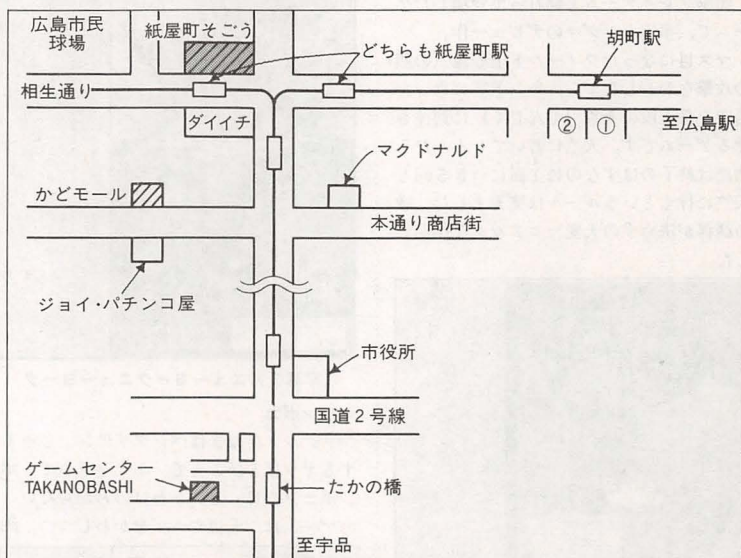 広島市民
球場
紙屋町そごう
どちらも紙屋町駅
胡町駅
相生通り
ダイイチ
②
①
至広島駅
マクドナルド
かどモール
本通り商店街
ジョイ・パチンコ屋
市役所
国道2号線
ゲームセンター
TAKANOBASHI
たかの橋
至宇品